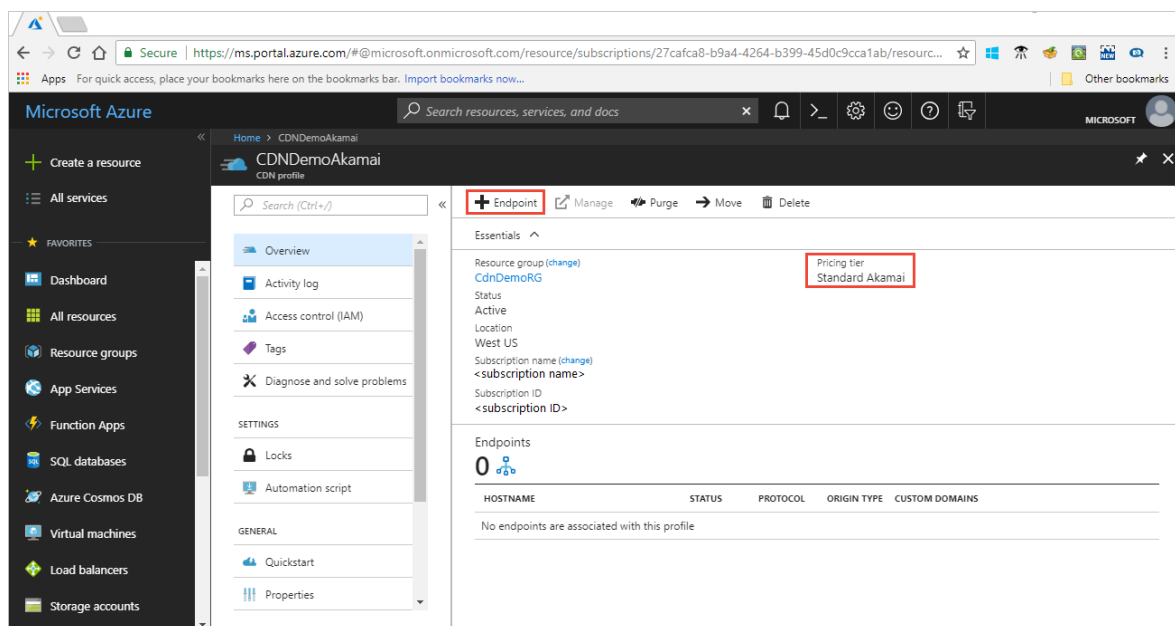 Secure | https://ms.portal.azure.com/#@microsoft.onmicrosoft.com/resource/subscriptions/27cafca8-b9a4-4264-b399-45d0c9cca1ab/resourc...
NEW
Apps For quick access, place your bookmarks here on the bookmarks bar. Import bookmarks now...
Other bookmarks
Microsoft Azure
Search resources, services, and docs
MICROSOFT
Home > CDNDemoAkamai
CDNDemoAkamai
CDN profile
Create a resource
All services
FAVORITES
Dashboard
All resources
Resource groups
App Services
Function Apps
SQL databases
Azure Cosmos DB
Virtual machines
Load balancers
Storage accounts
Search (Ctrl+/)
Overview
Activity log
Access control (IAM)
Tags
Diagnose and solve problems
SETTINGS
Locks
Automation script
GENERAL
Quickstart
Properties
Endpoint Manage Purge Move Delete
Essentials
Resource group (change)
CdnDemoRG
Status
Active
Location
West US
Subscription name (change)
<subscription name>
Subscription ID
<subscription ID>
Pricing tier
Standard Akamai
Endpoints
0
HOSTNAME STATUS PROTOCOL ORIGIN TYPE CUSTOM DOMAINS
No endpoints are associated with this profile